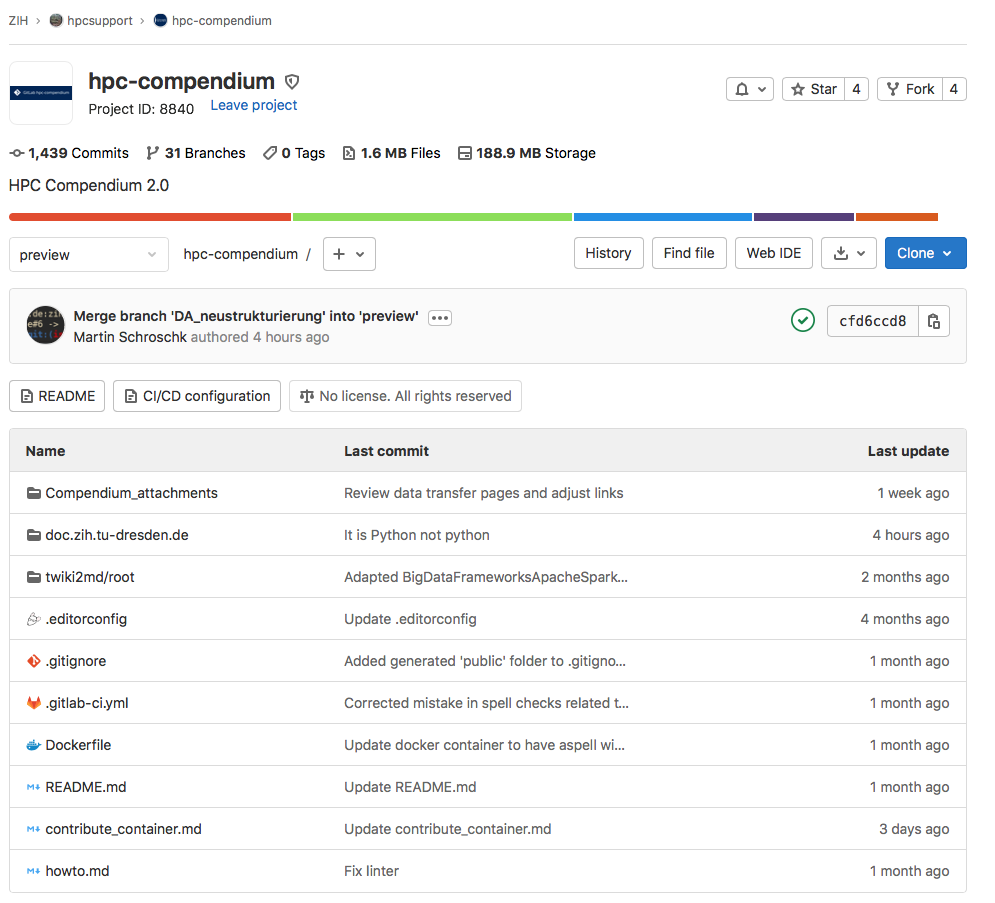 ZIH › hpcsupport › hpc-compendium
hpc-compendium
Project ID: 8840 Leave project
Star 4 Fork 4
1,439 Commits 31 Branches 0 Tags 1.6 MB Files 188.9 MB Storage
HPC Compendium 2.0
preview hpc-compendium / + History Find file Web IDE Clone
Merge branch 'DA_neustrukturierung' into 'preview'
Martin Schroschk authored 4 hours ago
cfd6ccd8
README CI/CD configuration No license. All rights reserved
Name Last commit Last update
Compendium_attachments Review data transfer pages and adjust links 1 week ago
doc.zih.tu-dresden.de It is Python not python 4 hours ago
twiki2md/root Adapted BigDataFrameworksApacheSpark... 2 months ago
.editorconfig Update .editorconfig 4 months ago
.gitignore Added generated 'public' folder to .gitigno... 1 month ago
.gitlab-ci.yml Corrected mistake in spell checks related t... 1 month ago
Dockerfile Update docker container to have aspell wi... 1 month ago
README.md Update README.md 1 month ago
contribute_container.md Update contribute_container.md 3 days ago
howto.md Fix linter 1 month ago